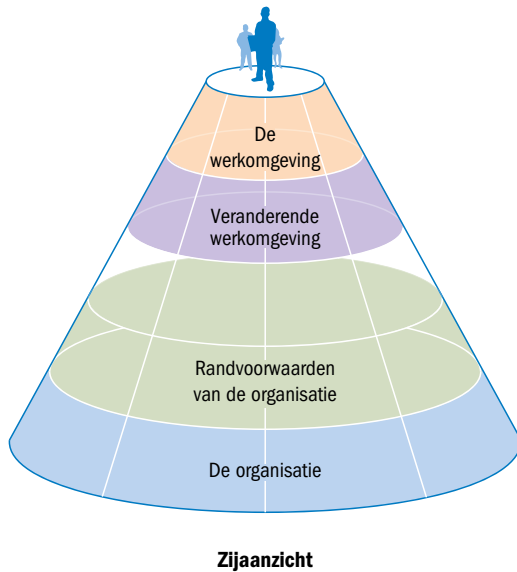 De
werkomgeving
Veranderende
werkomgeving
Randvoorwaarden
van de organisatie
De organisatie
Zijaanzicht